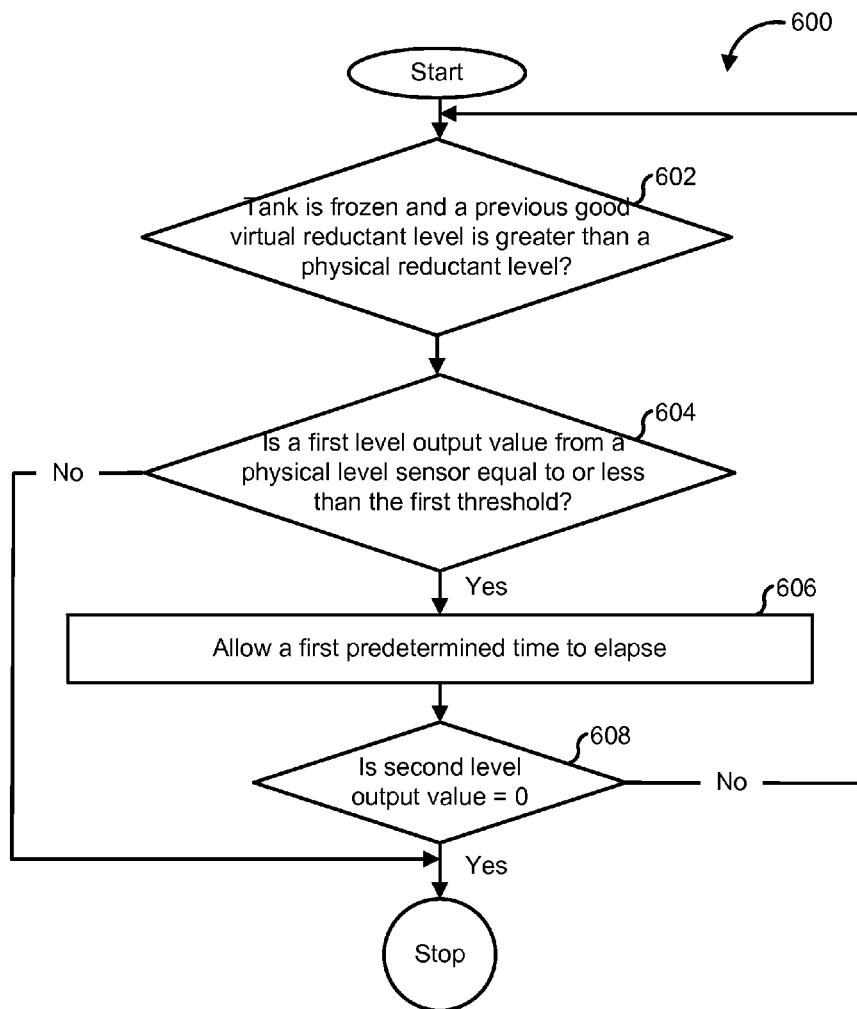 600
Start
602
Tank is frozen and a previous good
virtual reductant level is greater than a
physical reductant level?
604
Is a first level output value from a
physical level sensor equal to or less
than the first threshold?
No
Yes
606
Allow a first predetermined time to elapse
608
Is second level
output value = 0
No
Yes
Stop